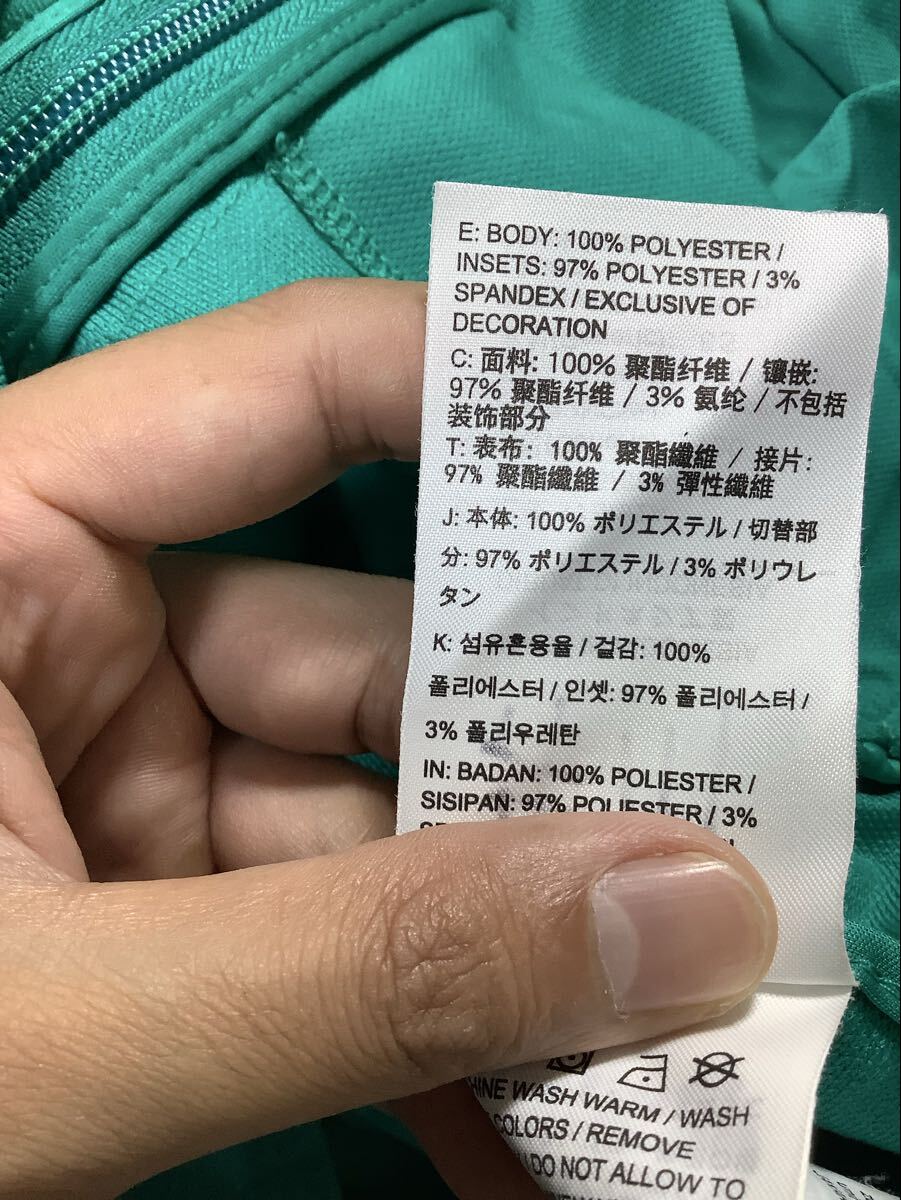 E: BODY: 100% POLYESTER /
INSETS: 97% POLYESTER / 3%
SPANDEX / EXCLUSIVE OF
DECORATION
C: 面料: 100% 聚酯纤维 / 镶嵌:
97% 聚酯纤维 / 3% 氨纶 / 不包括
装饰部分
T: 表布: 100% 聚酯纖維 / 接片:
97% 聚酯纖維 / 3% 彈性纖維
J: 本体: 100% ポリエステル / 切替部
分: 97% ポリエステル / 3% ポリウレ
タン
K: 섬유혼용율 / 겉감: 100%
폴리에스터 / 인셋: 97% 폴리에스터 /
3% 폴리우레탄
IN: BADAN: 100% POLIESTER /
SISIPAN: 97% POLIESTER / 3%
WASH WARM / WASH
COLORS / REMOVE
DO NOT ALLOW TO